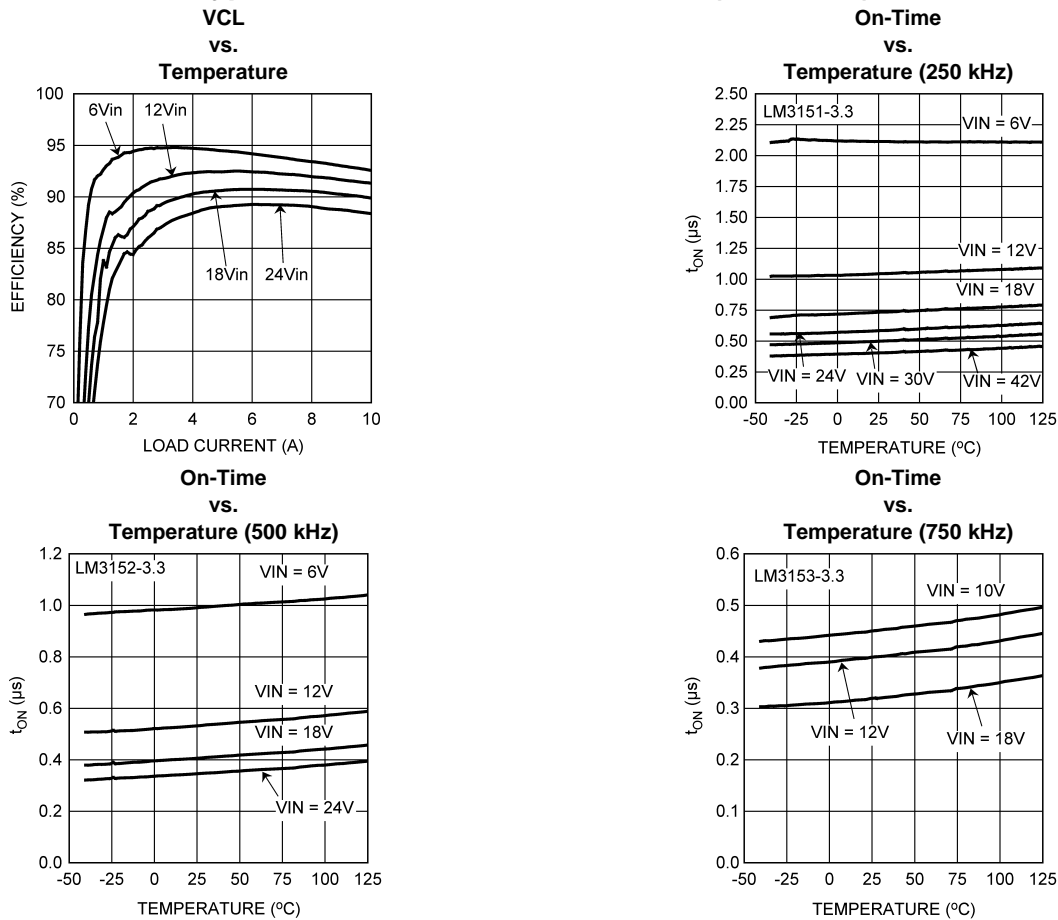 VCL
vs.
Temperature
100
95
90
85
80
75
70
EFFICIENCY (%)
6Vin
12Vin
18Vin
24Vin
0
2
4
6
8
10
LOAD CURRENT (A)
On-Time
vs.
Temperature (250 kHz)
2.50
2.25
2.00
1.75
1.50
1.25
1.00
0.75
0.50
0.25
0.00
tON (µs)
LM3151-3.3
VIN = 6V
VIN = 12V
VIN = 18V
VIN = 24V
VIN = 30V
VIN = 42V
-50
-25
0
25
50
75
100
125
TEMPERATURE (ºC)
On-Time
vs.
Temperature (500 kHz)
1.2
1.0
0.8
0.6
0.4
0.2
0.0
tON (µs)
LM3152-3.3
VIN = 6V
VIN = 12V
VIN = 18V
VIN = 24V
-50
-25
0
25
50
75
100
125
TEMPERATURE (ºC)
On-Time
vs.
Temperature (750 kHz)
0.6
0.5
0.4
0.3
0.2
0.1
0.0
tON (µs)
LM3153-3.3
VIN = 10V
VIN = 12V
VIN = 18V
-50
-25
0
25
50
75
100
125
TEMPERATURE (ºC)